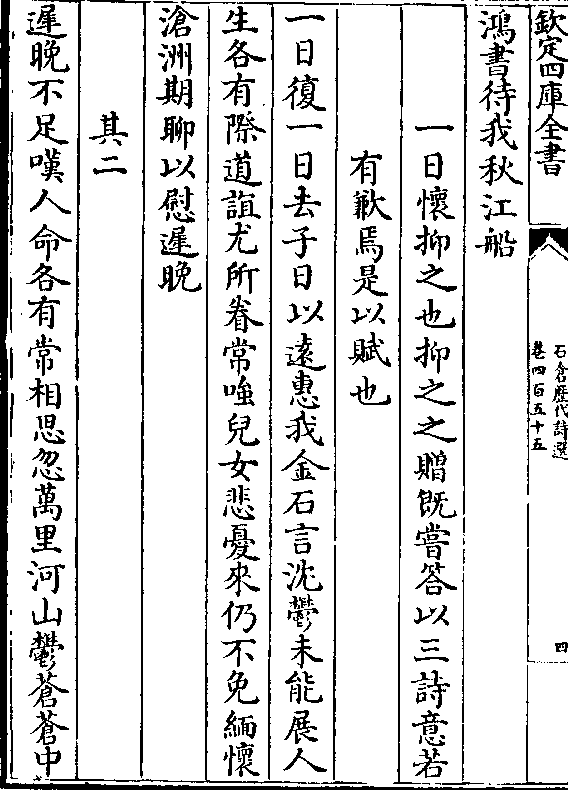 欽定四庫全書
石倉歷代詩選
卷四百五十五
四
鴻書待我秋江船
一日懷抑之也抑之之贈既嘗答以三詩意若
有歉焉是以賦也
一日復一日去子日以遠惠我金石言沈鬱未能展人
生各有際道誼尤所眷常嗤兒女悲憂來仍不免緬懷
滄洲期聊以慰遲晚
其二
遲晚不足嘆人命各有常相思忽萬里河山鬱蒼蒼中